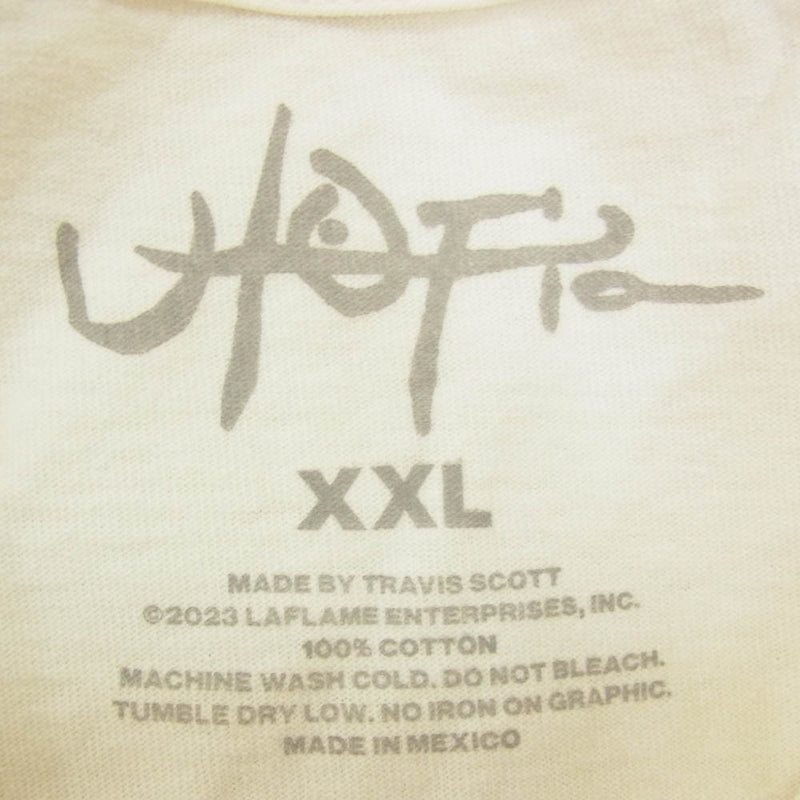 UTOPIA
XXL
MADE BY TRAVIS SCOTT
©2023 LAFLAME ENTERPRISES, INC.
100% COTTON
MACHINE WASH COLD. DO NOT BLEACH.
TUMBLE DRY LOW. NO IRON ON GRAPHIC.
MADE IN MEXICO